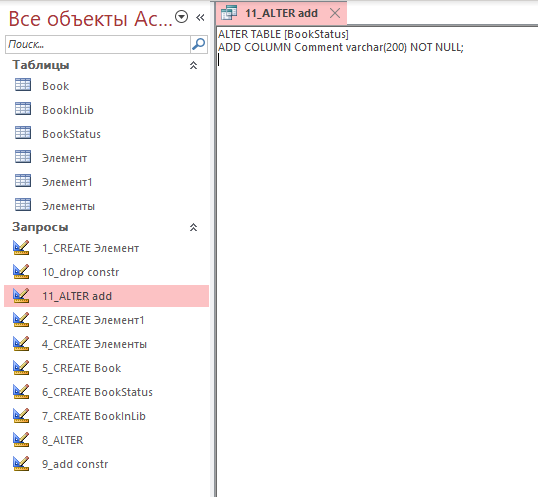 Все объекты Ac...
Поиск...
Таблицы
Book
BookInLib
BookStatus
Элемент
Элемент1
Элементы
Запросы
1_CREATE Элемент
10_drop constr
11_ALTER add
2_CREATE Элемент1
4_CREATE Элементы
5_CREATE Book
6_CREATE BookStatus
7_CREATE BookInLib
8_ALTER
9_add constr
11_ALTER add
ALTER TABLE [BookStatus]
ADD COLUMN Comment varchar(200) NOT NULL;